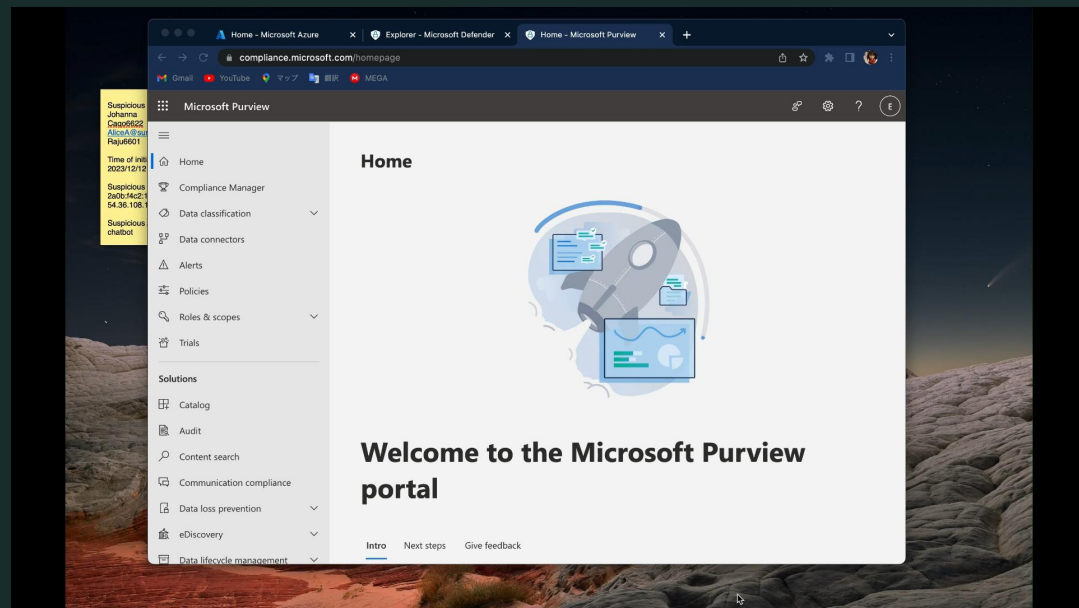 Home - Microsoft Azure
Explorer - Microsoft Defender
Home - Microsoft Purview
compliance.microsoft.com/homepage
Gmail
YouTube
マップ
翻訳
MEGA
Suspicious
Johanna
Cago6622
Raju6601
Time of
2023/12/12
Suspicious
54.36.108.1
Suspicious
chatbot
Microsoft Purview
E
Home
Compliance Manager
Data classification
Data connectors
Alerts
Policies
Roles & scopes
Trials
Solutions
Catalog
Audit
Content search
Communication compliance
Data loss prevention
eDiscovery
Data lifecycle management
Home
Welcome to the Microsoft Purview
portal
Intro Next steps Give feedback